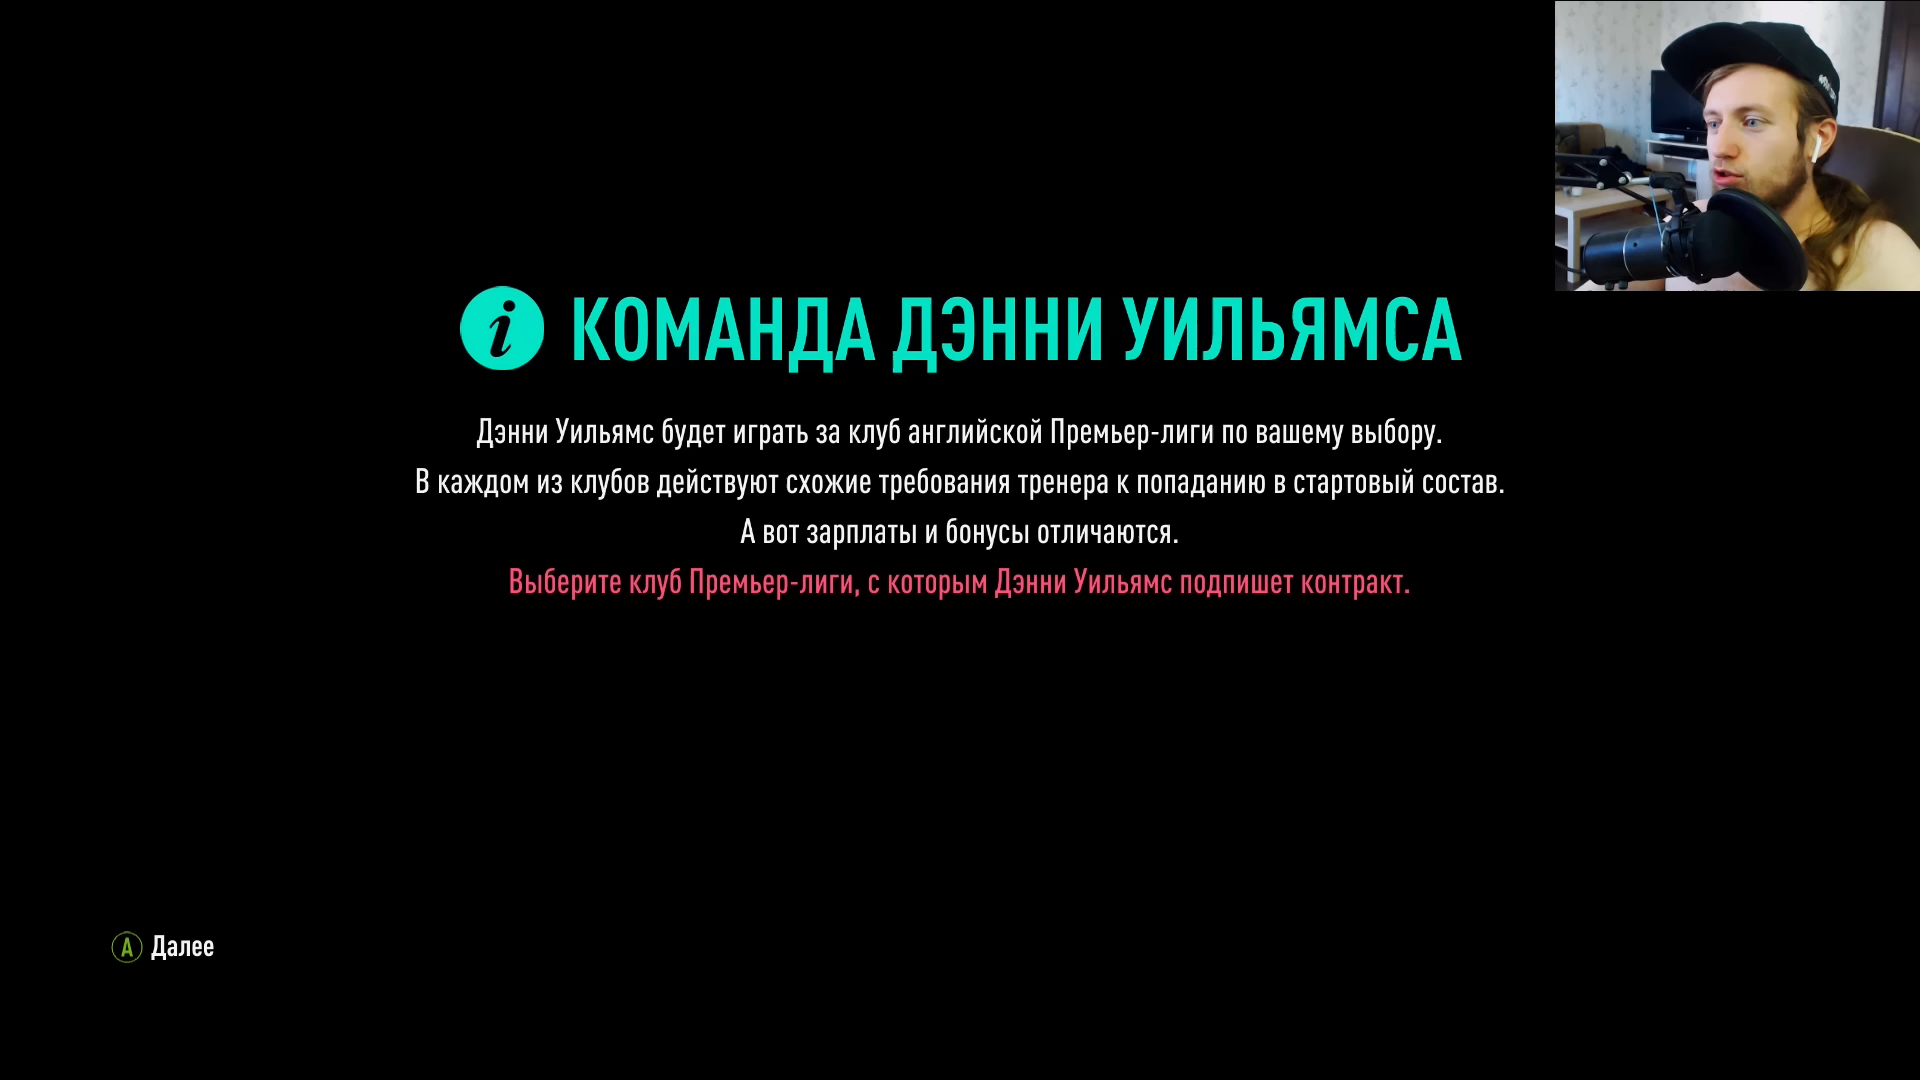 КОМАНДА ДЭННИ УИЛЬЯМСА
Дэнни Уильямс будет играть за клуб английской Премьер-лиги по вашему выбору.
В каждом из клубов действуют схожие требования тренера к попаданию в стартовый состав.
А вот зарплаты и бонусы отличаются.
Выберите клуб Премьер-лиги, с которым Дэнни Уильямс подпишет контракт.
A Далее